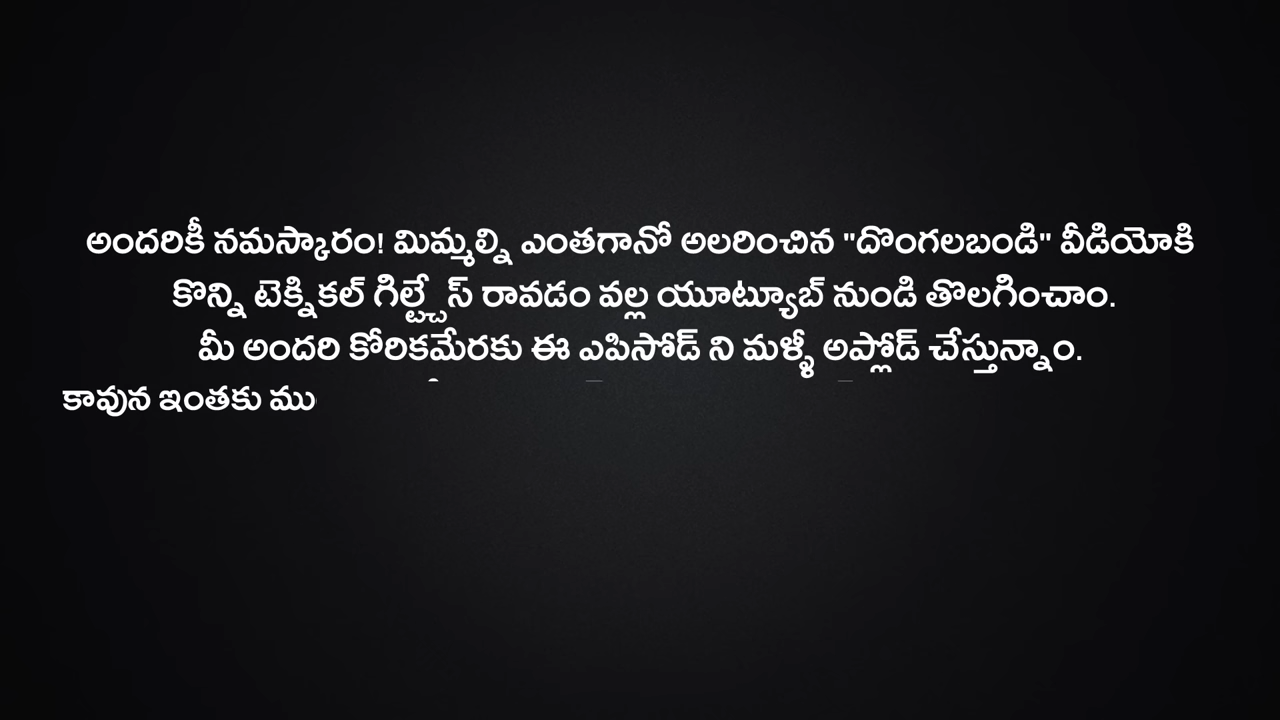 అందరికీ నమస్కారం! మిమ్మల్ని ఎంతగానో అలరించిన "దొంగలబండి" వీడియోకి
కొన్ని టెక్నికల్ గిల్ట్చేస్ రావడం వల్ల యూట్యూబ్ నుండి తొలగించాం.
మీ అందరి కోరికమేరకు ఈ ఎపిసోడ్ ని మళ్ళీ అప్లోడ్ చేస్తున్నాం.
కావున ఇంతకు ము